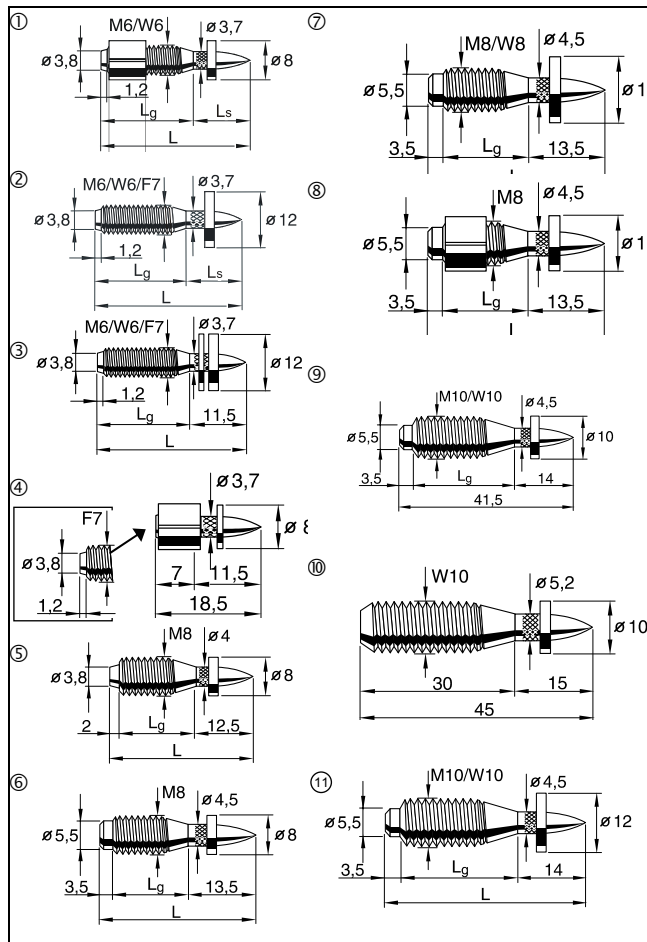 ① M6/W6 ø 3,7
ø 3,8 ø 8
1,2 Lg Ls
L
② M6/W6/F7 ø 3,7
ø 3,8 ø 12
1,2 Lg Ls
L
③ M6/W6/F7 ø 3,7
ø 3,8 ø 12
1,2 Lg 11,5
L
④ F7 ø 3,7
ø 3,8 ø
1,2 7 11,5
18,5
⑤ M8 ø 4
ø 3,8 ø 8
2 Lg 12,5
L
⑥ M8 ø 4,5
ø 5,5 ø 8
3,5 Lg 13,5
L
⑦ M8/W8 ø 4,5
ø 5,5 ø 1
3,5 Lg 13,5
⑧ M8 ø 4,5
ø 5,5 ø 1
3,5 Lg 13,5
⑨ M10/W10 ø 4,5
ø 5,5 ø 10
3,5 Lg 14
41,5
⑩ W10 ø 5,2
ø 10
30 15
45
⑪ M10/W10 ø 4,5
ø 5,5 ø 12
3,5 Lg 14
L